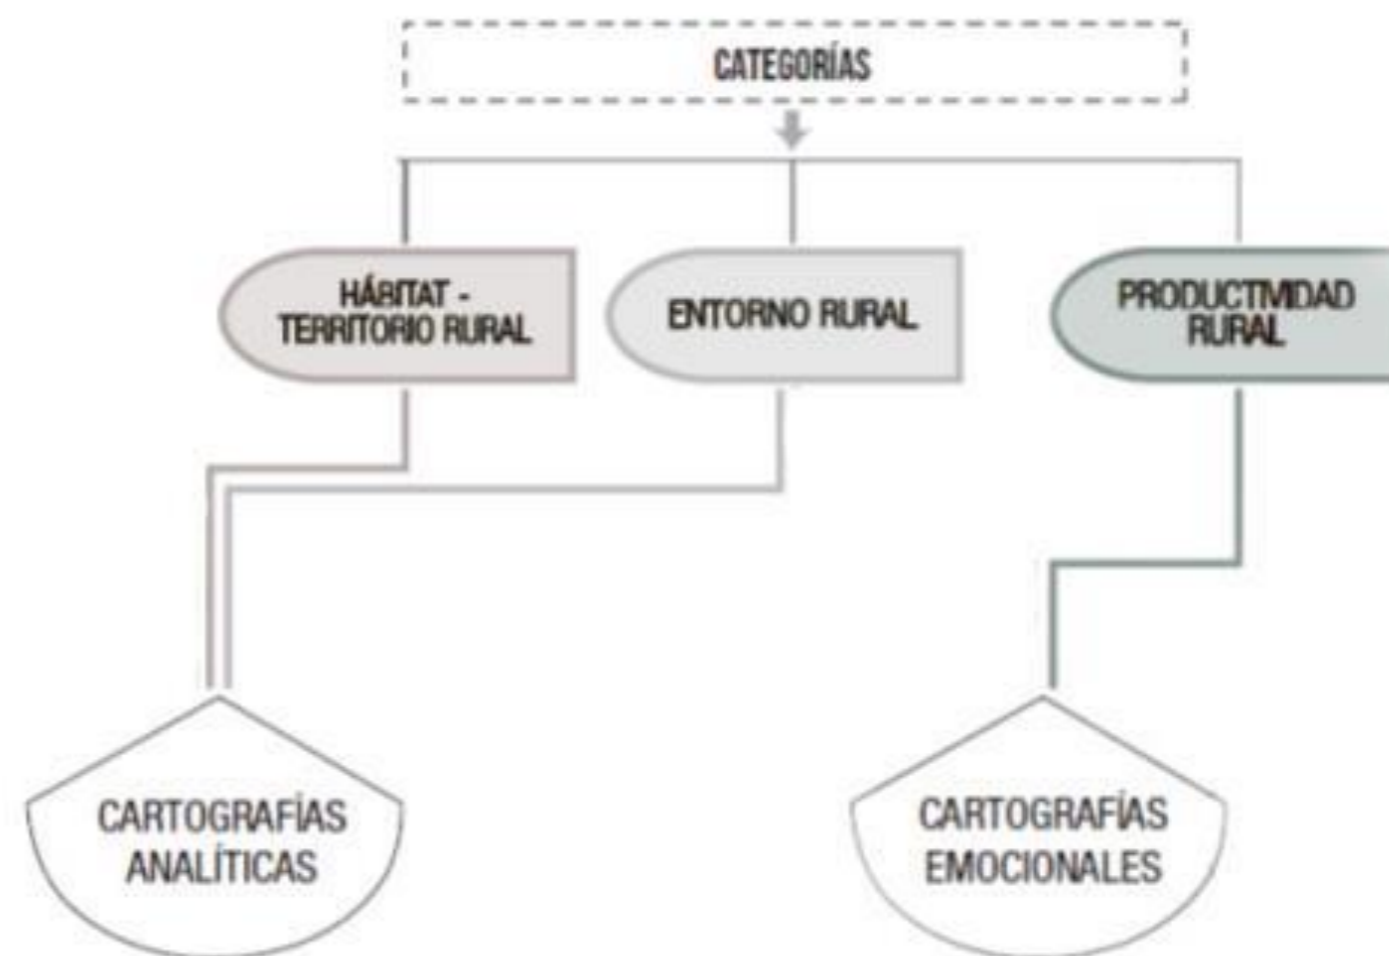 CATEGORÍAS
HÁBITAT -
TERRITORIO RURAL
ENTORNO RURAL
PRODUCTIVIDAD
RURAL
CARTOGRAFÍAS
ANALÍTICAS
CARTOGRAFÍAS
EMOCIONALES